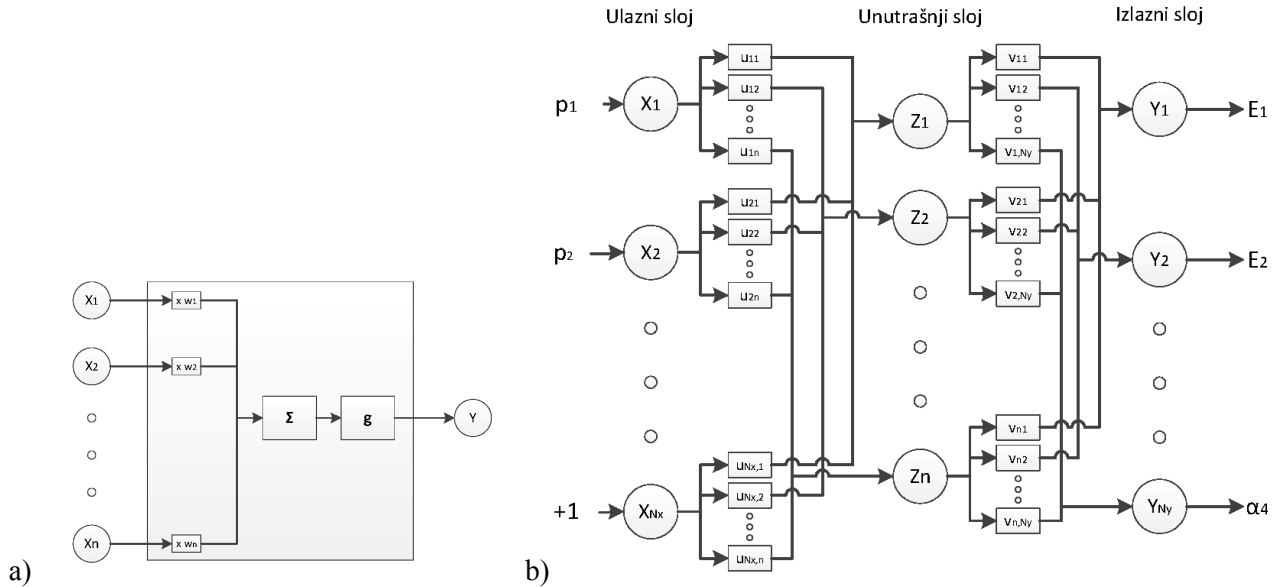 a)
X1
x w1
X2
x w2
Xn
x wn
Σ
g
Y
b)
Ulazni sloj
Unutrašnji sloj
Izlazni sloj
p1
X1
u11
u12
u1n
Z1
v11
v12
v1,Ny
Y1
E1
p2
X2
u21
u22
u2n
Z2
v21
v22
v2,Ny
Y2
E2
+1
XNx
uNx,1
uNx,2
uNx,n
Zn
vn1
vn2
vn,Ny
YNy
α4